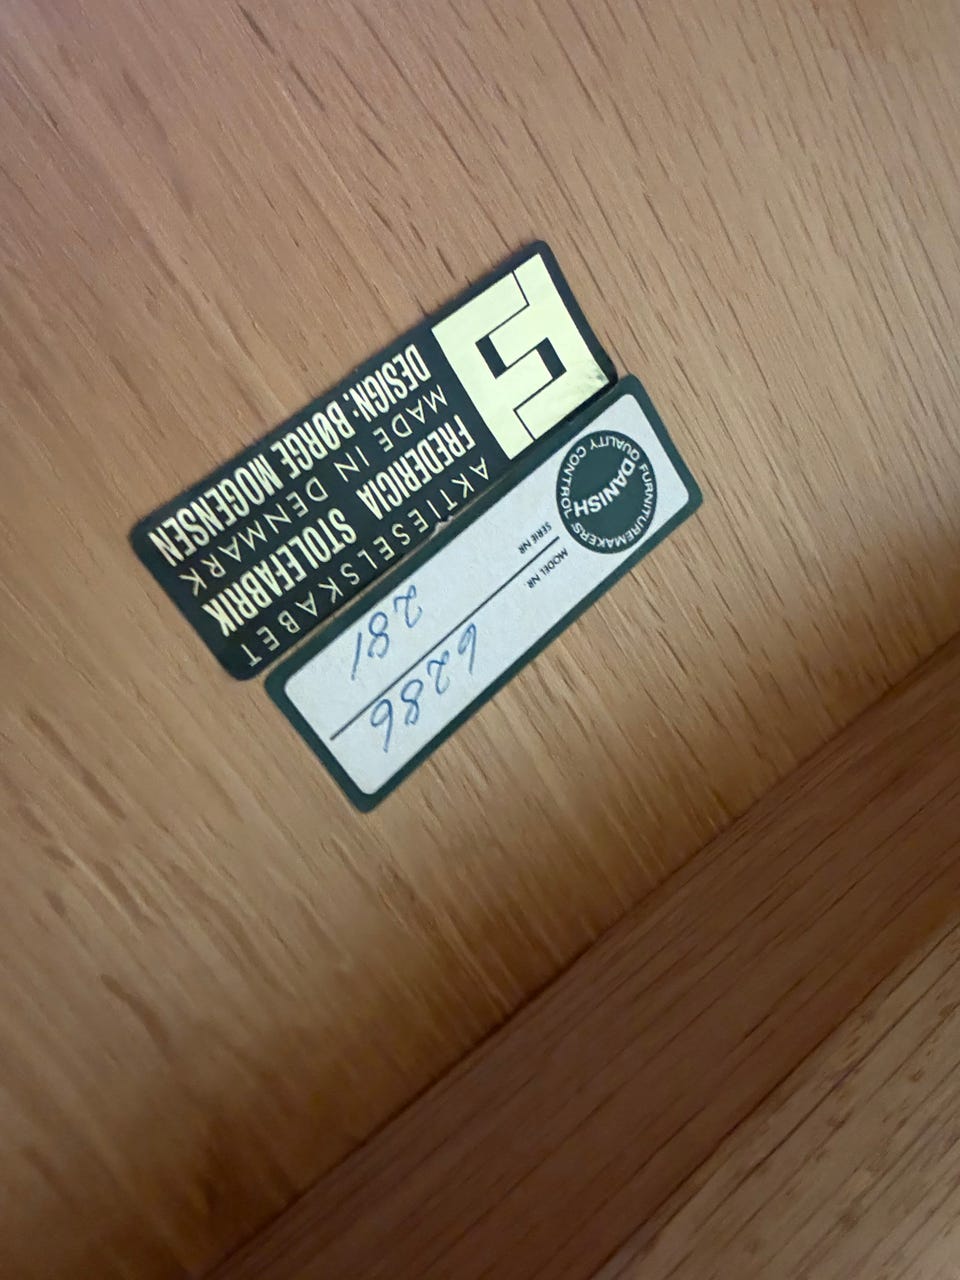 DANISH
FURNITUREMAKERS'
QUALITY CONTROL
MODEL NR. 6286
SERIE NR 281
AKTIESELSKABET
FREDERICIA STOLEFABRIK
MADE IN DENMARK
DESIGN: BØRGE MOGENSEN